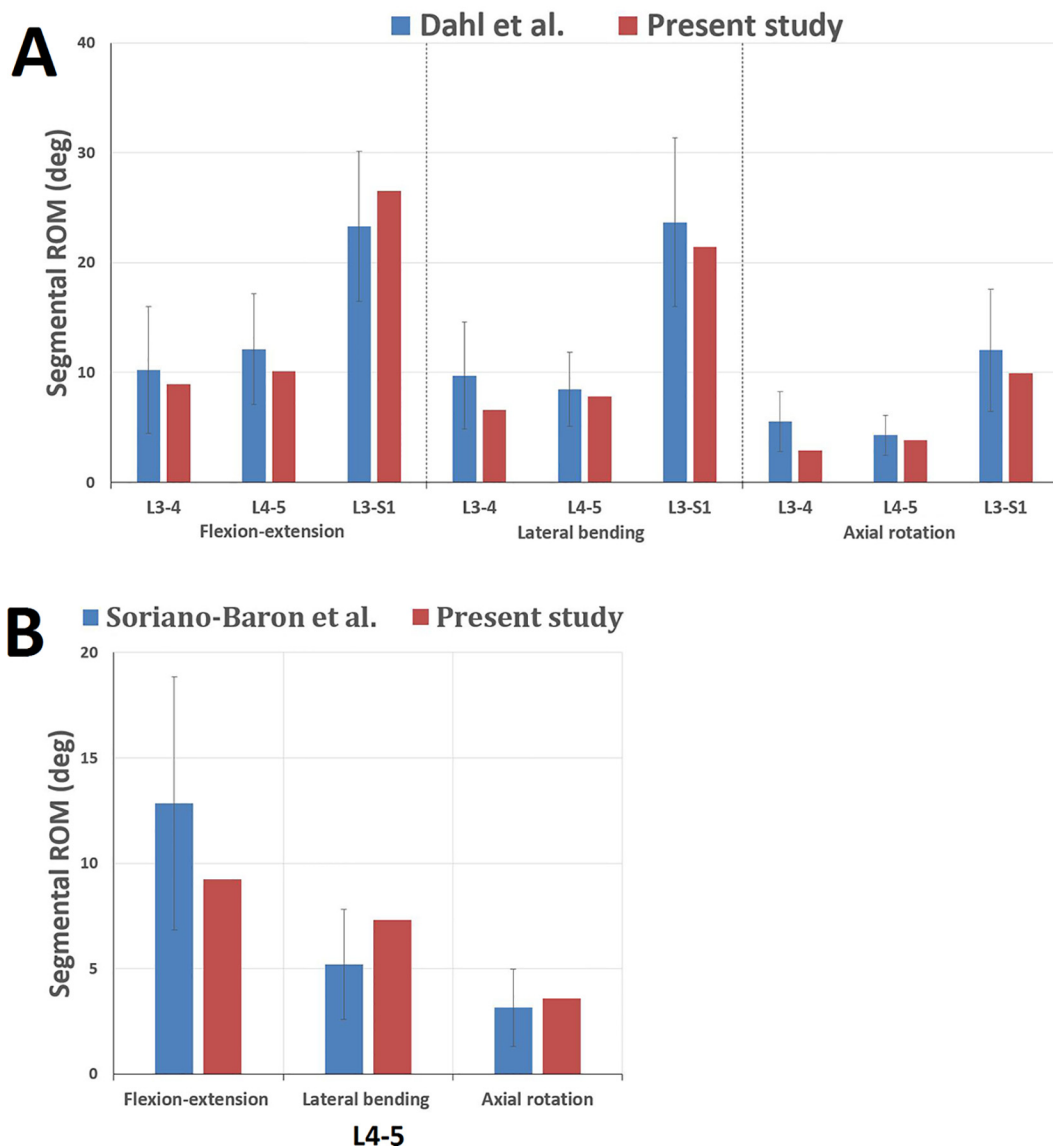 A
Dahl et al. Present study
Segmental ROM (deg)
40
30
20
10
0
L3-4 L4-5 L3-S1 L3-4 L4-5 L3-S1 L3-4 L4-5 L3-S1
Flexion-extension Lateral bending Axial rotation
B
Soriano-Baron et al. Present study
Segmental ROM (deg)
20
15
10
5
0
Flexion-extension Lateral bending Axial rotation
L4-5